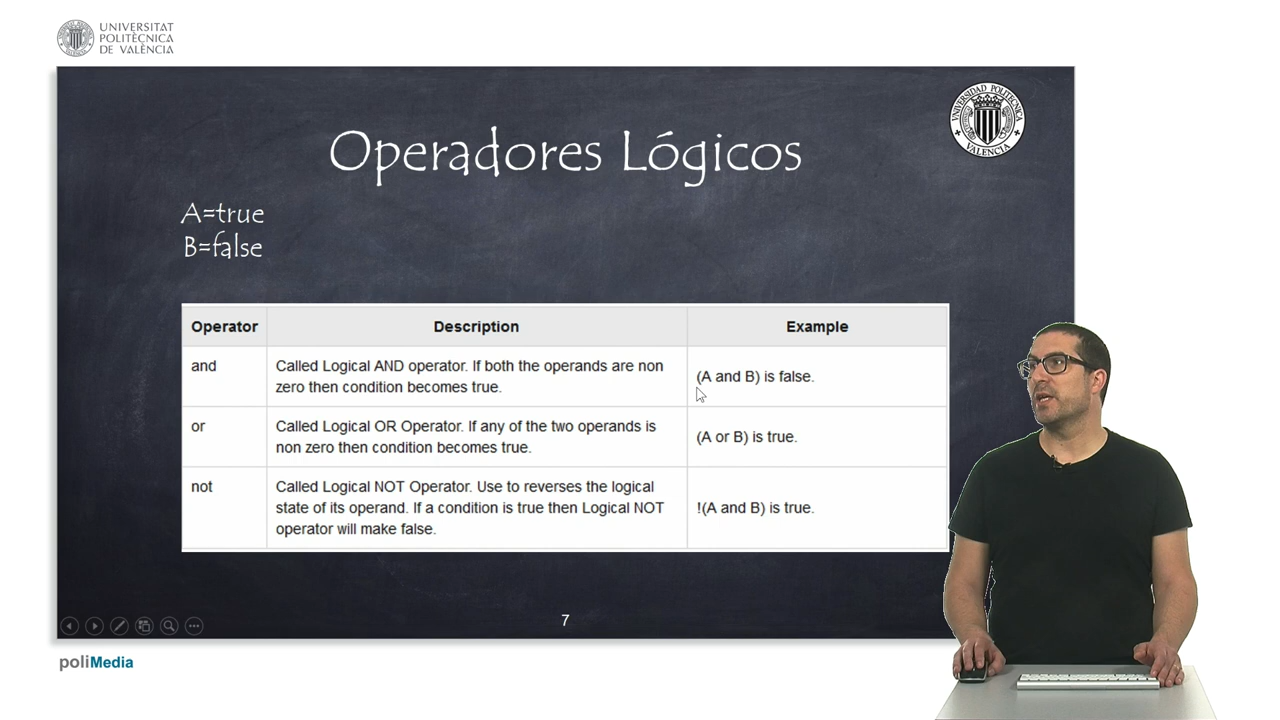 UNIVERSITAT
POLITÈCNICA
DE VALÈNCIA
UNIVERSIDAD POLITECNICA
VALENCIA
Operadores Lógicos
A=true
B=false
Operator Description Example
and
Called Logical AND operator. If both the operands are non
zero then condition becomes true.
(A and B) is false.
or
Called Logical OR Operator. If any of the two operands is
non zero then condition becomes true.
(A or B) is true.
not
Called Logical NOT Operator. Use to reverses the logical
state of its operand. If a condition is true then Logical NOT
operator will make false.
!(A and B) is true.
7
poliMedia